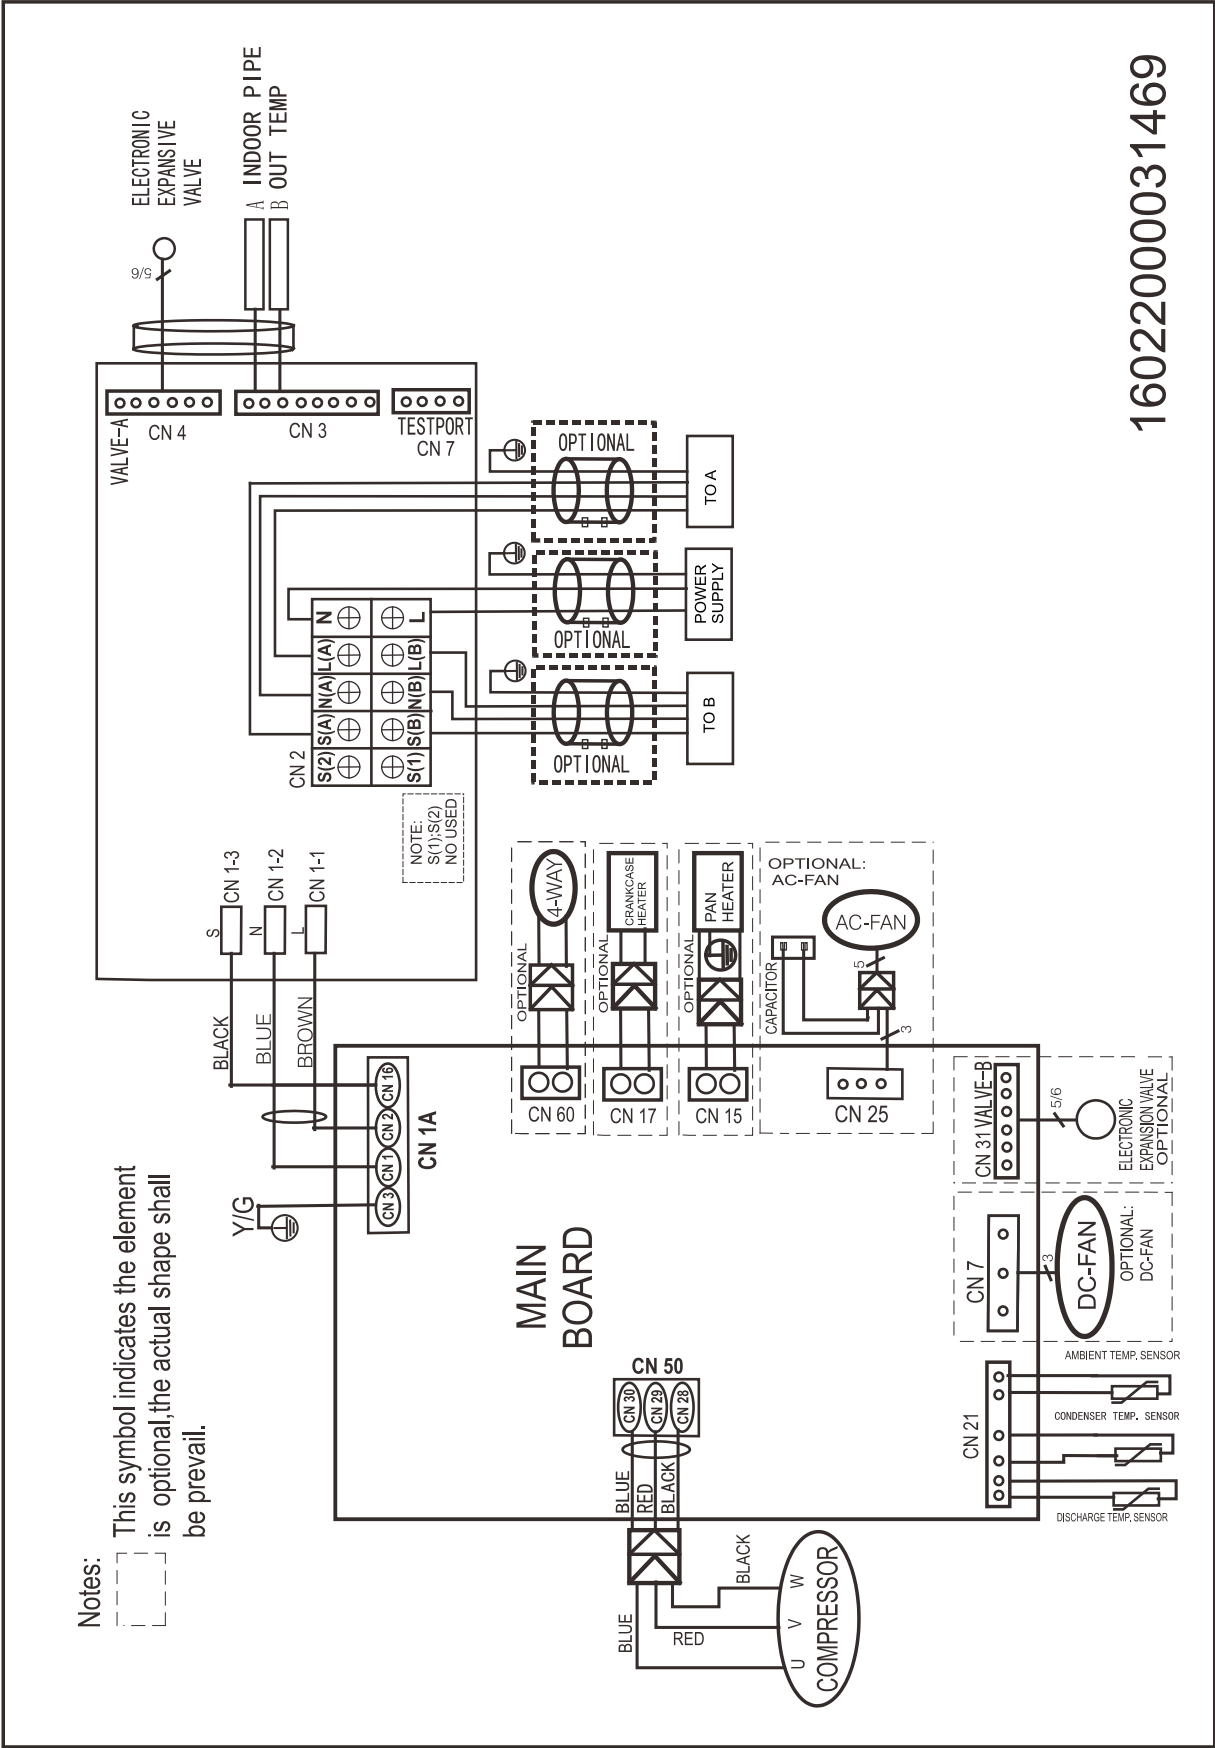 Notes:
This symbol indicates the element
is optional,the actual shape shall
be prevail.
16022000031469
ELECTRONIC
EXPANSIVE
VALVE
A INDOOR PIPE
B OUT TEMP
5/6
VALVE-A
CN 4
CN 3
TESTPORT
CN 7
CN 2
S(2)
S(A)
N(A)
L(A)
N
S(1)
S(B)
N(B)
L(B)
L
NOTE:
S(1);S(2)
NO USED
OPTIONAL
TO A
OPTIONAL
POWER
SUPPLY
OPTIONAL
TO B
S
CN 1-3
N
CN 1-2
L
CN 1-1
BLACK
BLUE
BROWN
Y/G
CN 3
CN 1
CN 2
CN 16
CN 1A
OPTIONAL
4-WAY
CN 60
OPTIONAL
CRANKCASE
HEATER
CN 17
OPTIONAL
PAN
HEATER
CN 15
OPTIONAL:
AC-FAN
CAPACITOR
AC-FAN
5
3
CN 25
MAIN
BOARD
CN 31 VALVE-B
5/6
ELECTRONIC
EXPANSION VALVE
OPTIONAL
CN 7
3
DC-FAN
OPTIONAL:
DC-FAN
CN 21
AMBIENT TEMP. SENSOR
CONDENSER TEMP. SENSOR
DISCHARGE TEMP. SENSOR
CN 50
CN 30
CN 29
CN 28
BLUE
RED
BLACK
BLUE
RED
BLACK
U
V
W
COMPRESSOR